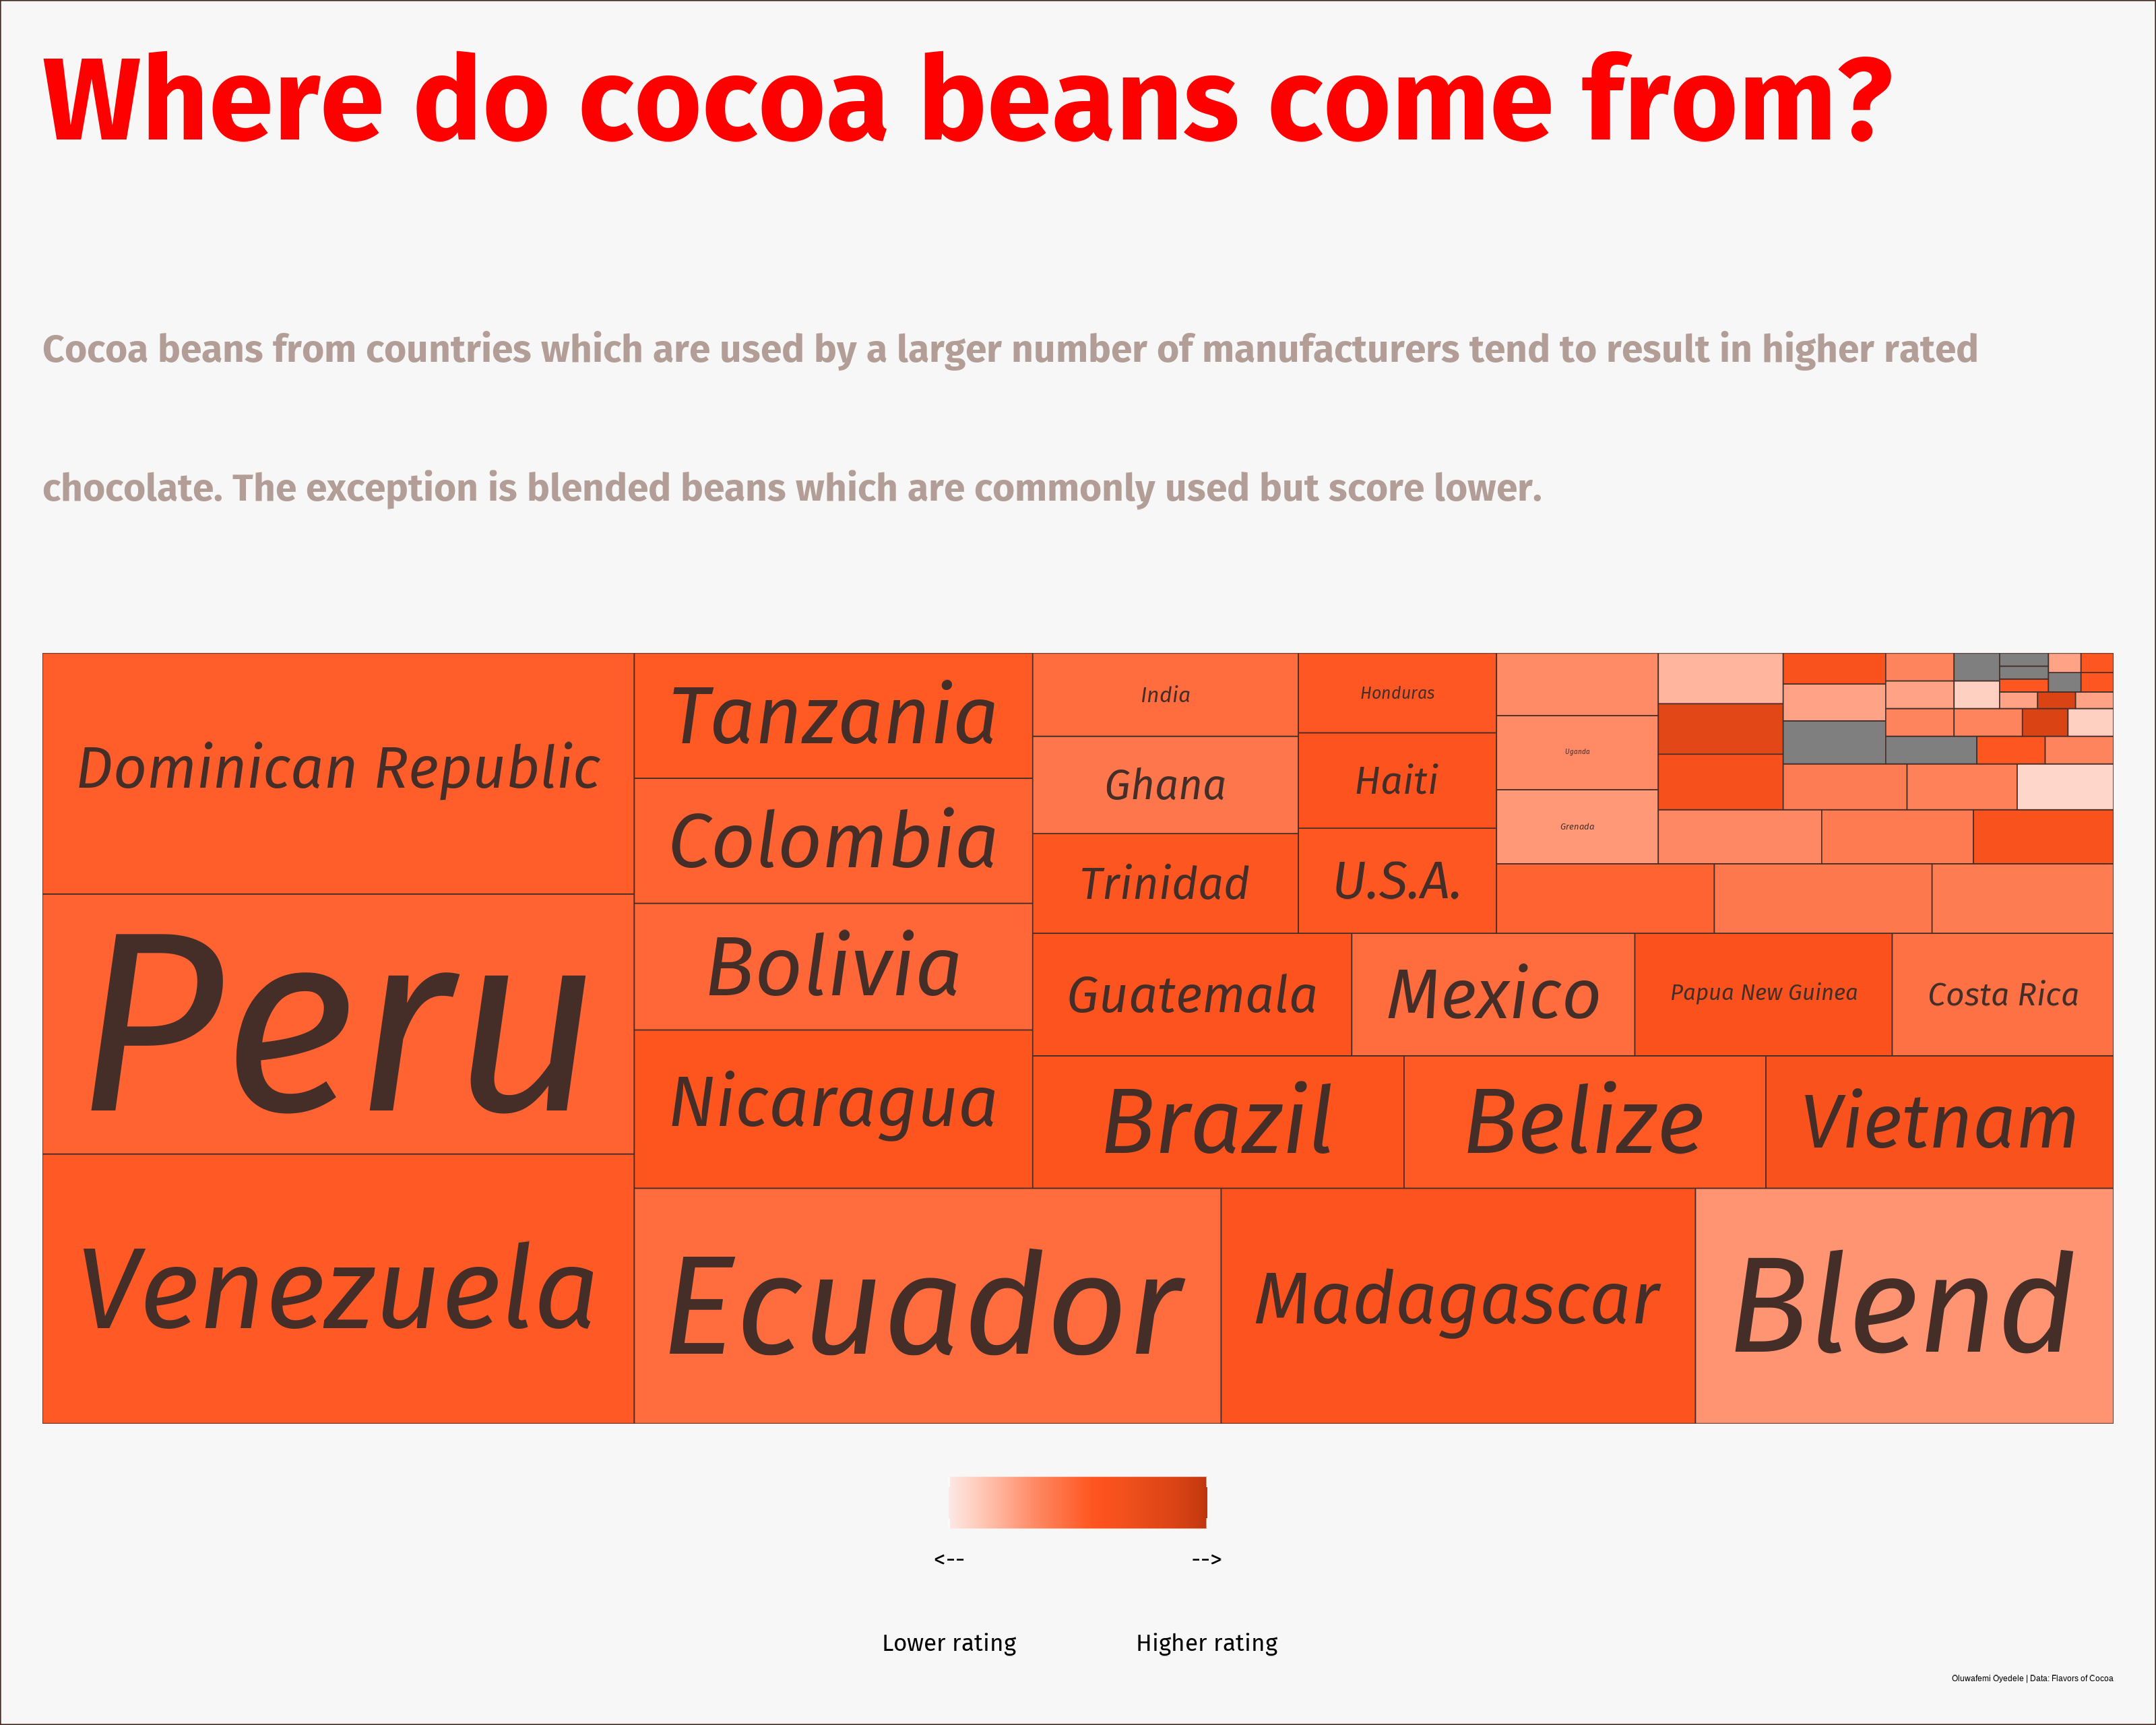 Where do cocoa beans come from?
Cocoa beans from countries which are used by a larger number of manufacturers tend to result in higher rated
chocolate. The exception is blended beans which are commonly used but score lower.
Dominican Republic
Peru
Venezuela
Tanzania
Colombia
Bolivia
Nicaragua
Ecuador
Madagascar
Blend
India
Ghana
Trinidad
Honduras
Haiti
U.S.A.
Uganda
Grenada
Guatemala
Mexico
Papua New Guinea
Costa Rica
Brazil
Belize
Vietnam
<-- -->
Lower rating Higher rating
Oluwafemi Oyedele | Data: Flavors of Cocoa